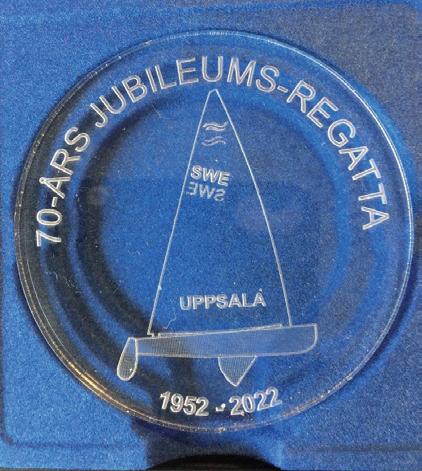 70-ÅRS JUBILEUMS-REGATTA
SWE
SWE
UPPSALA
1952 - 2022